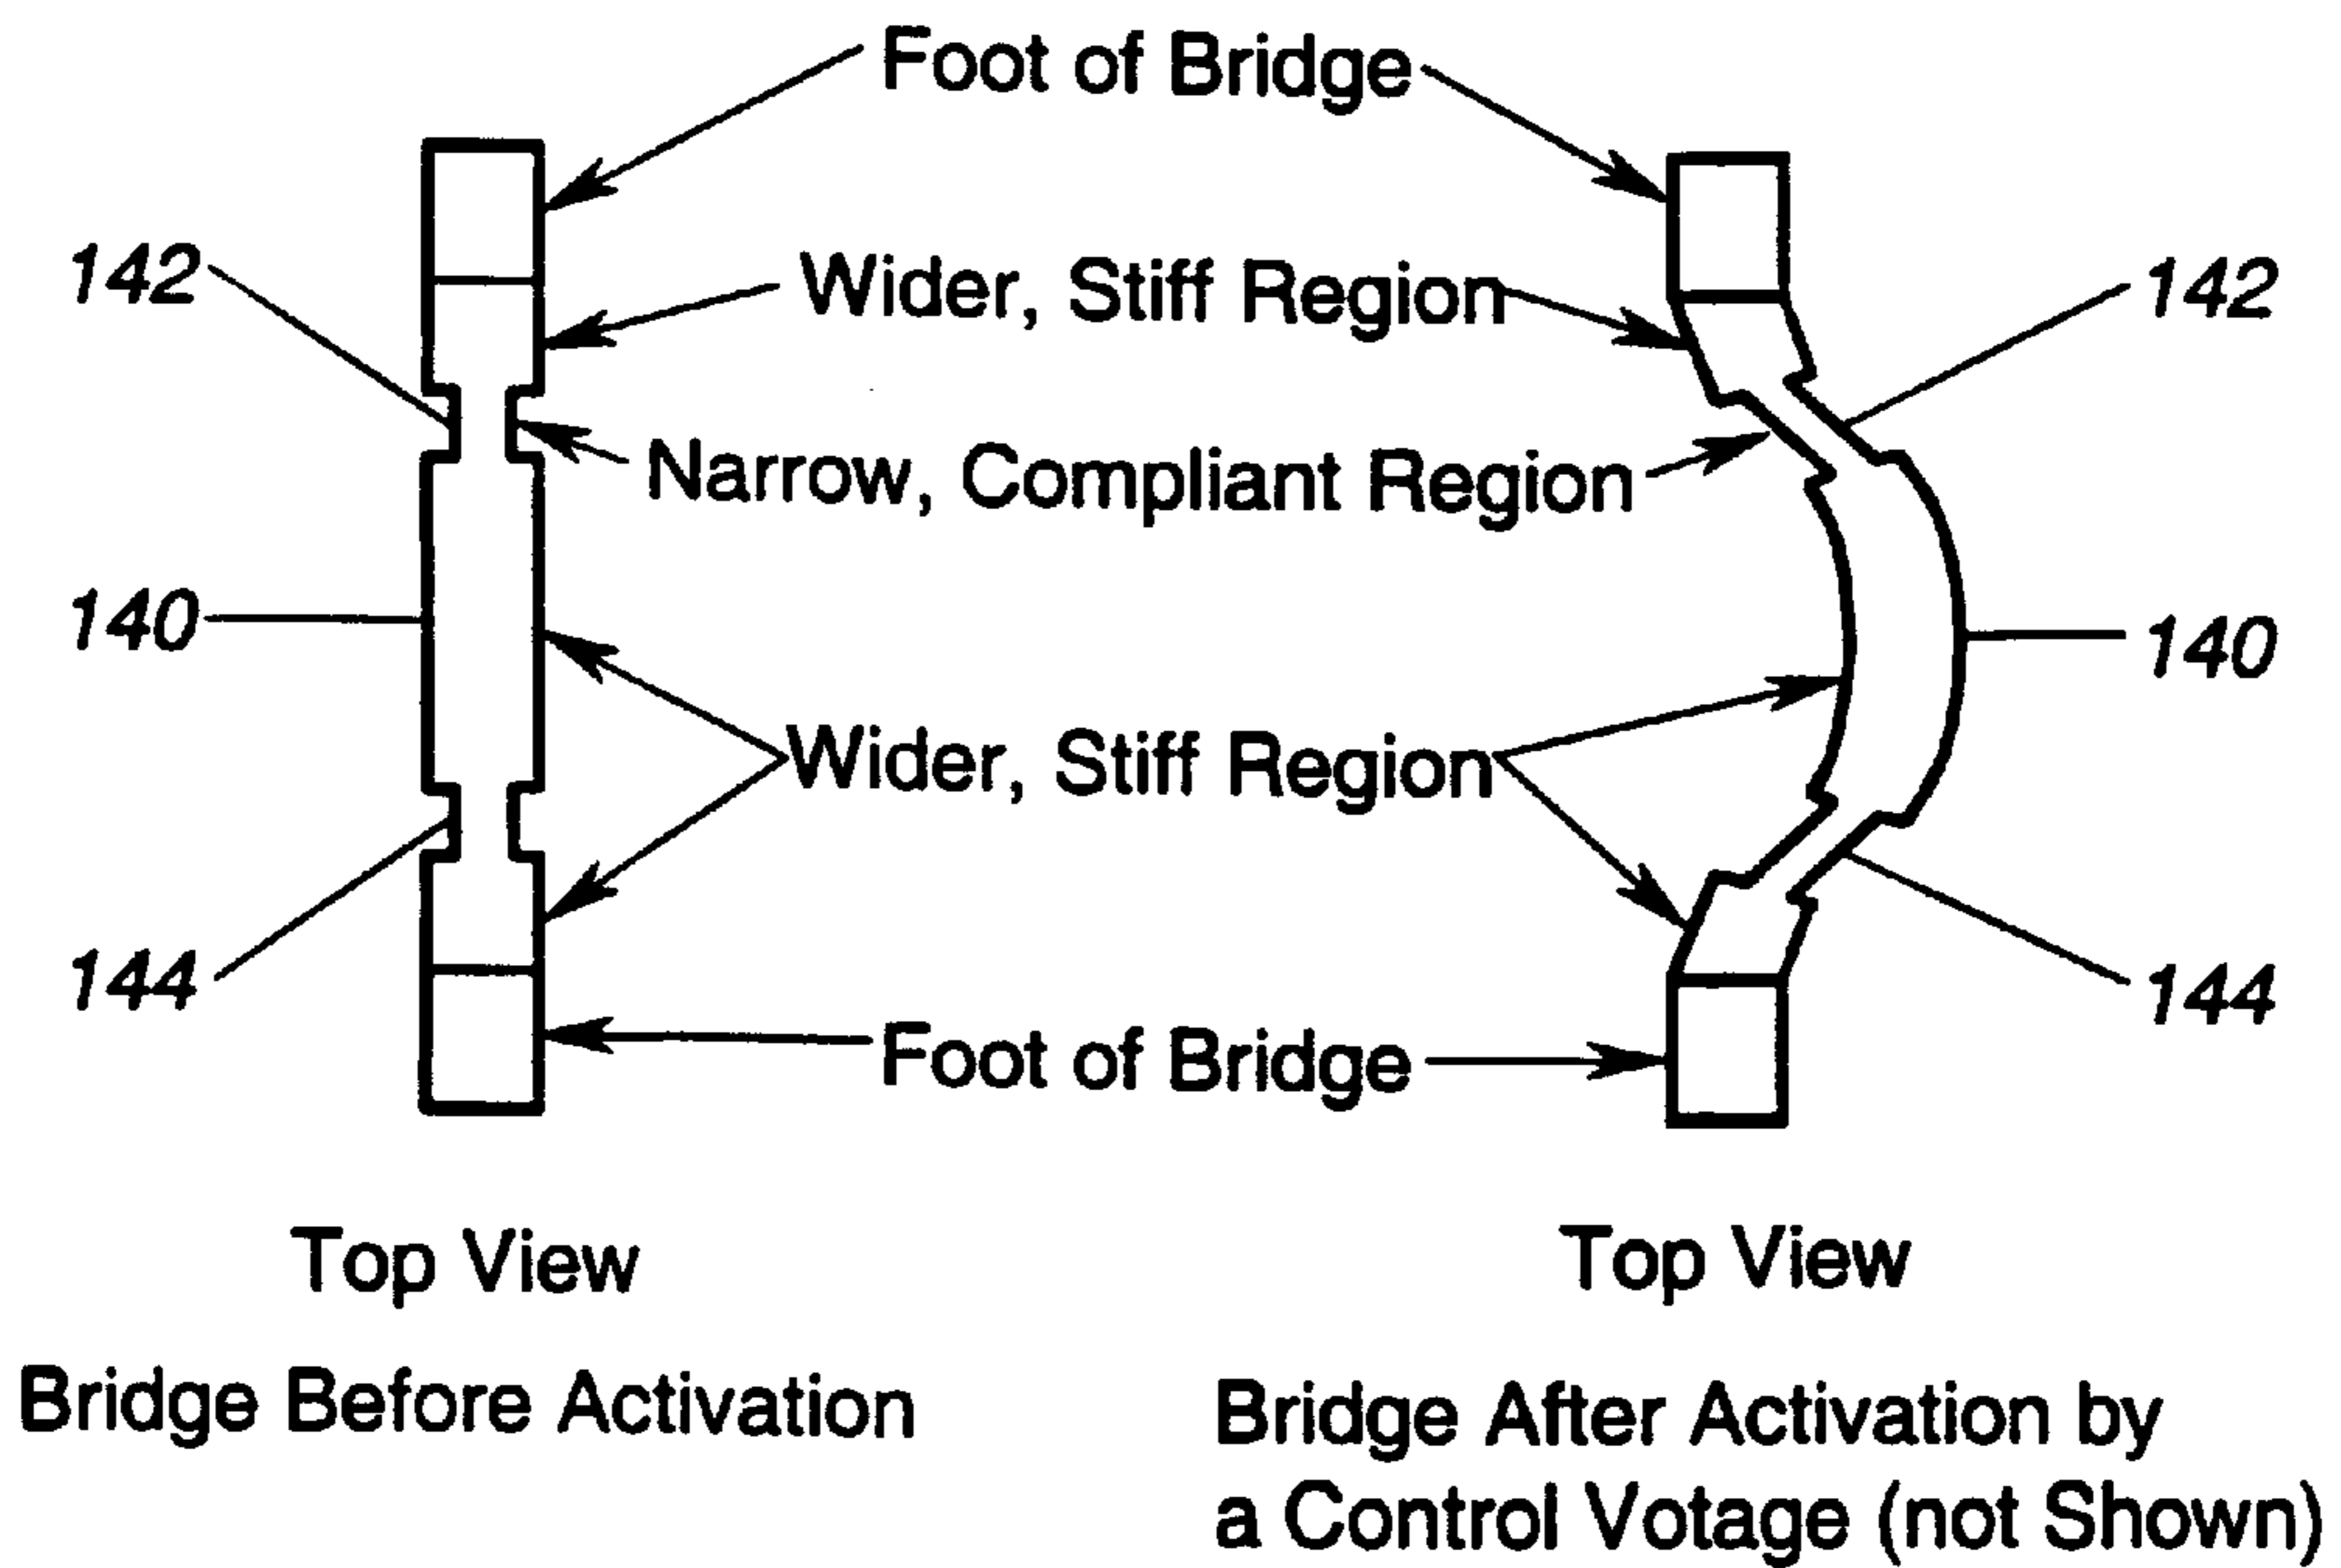 Foot of Bridge
142
Wider, Stiff Region
142
Narrow, Compliant Region
140
140
Wider, Stiff Region
144
144
Foot of Bridge
Top View
Top View
Bridge Before Activation
Bridge After Activation by
a Control Votage (not Shown)